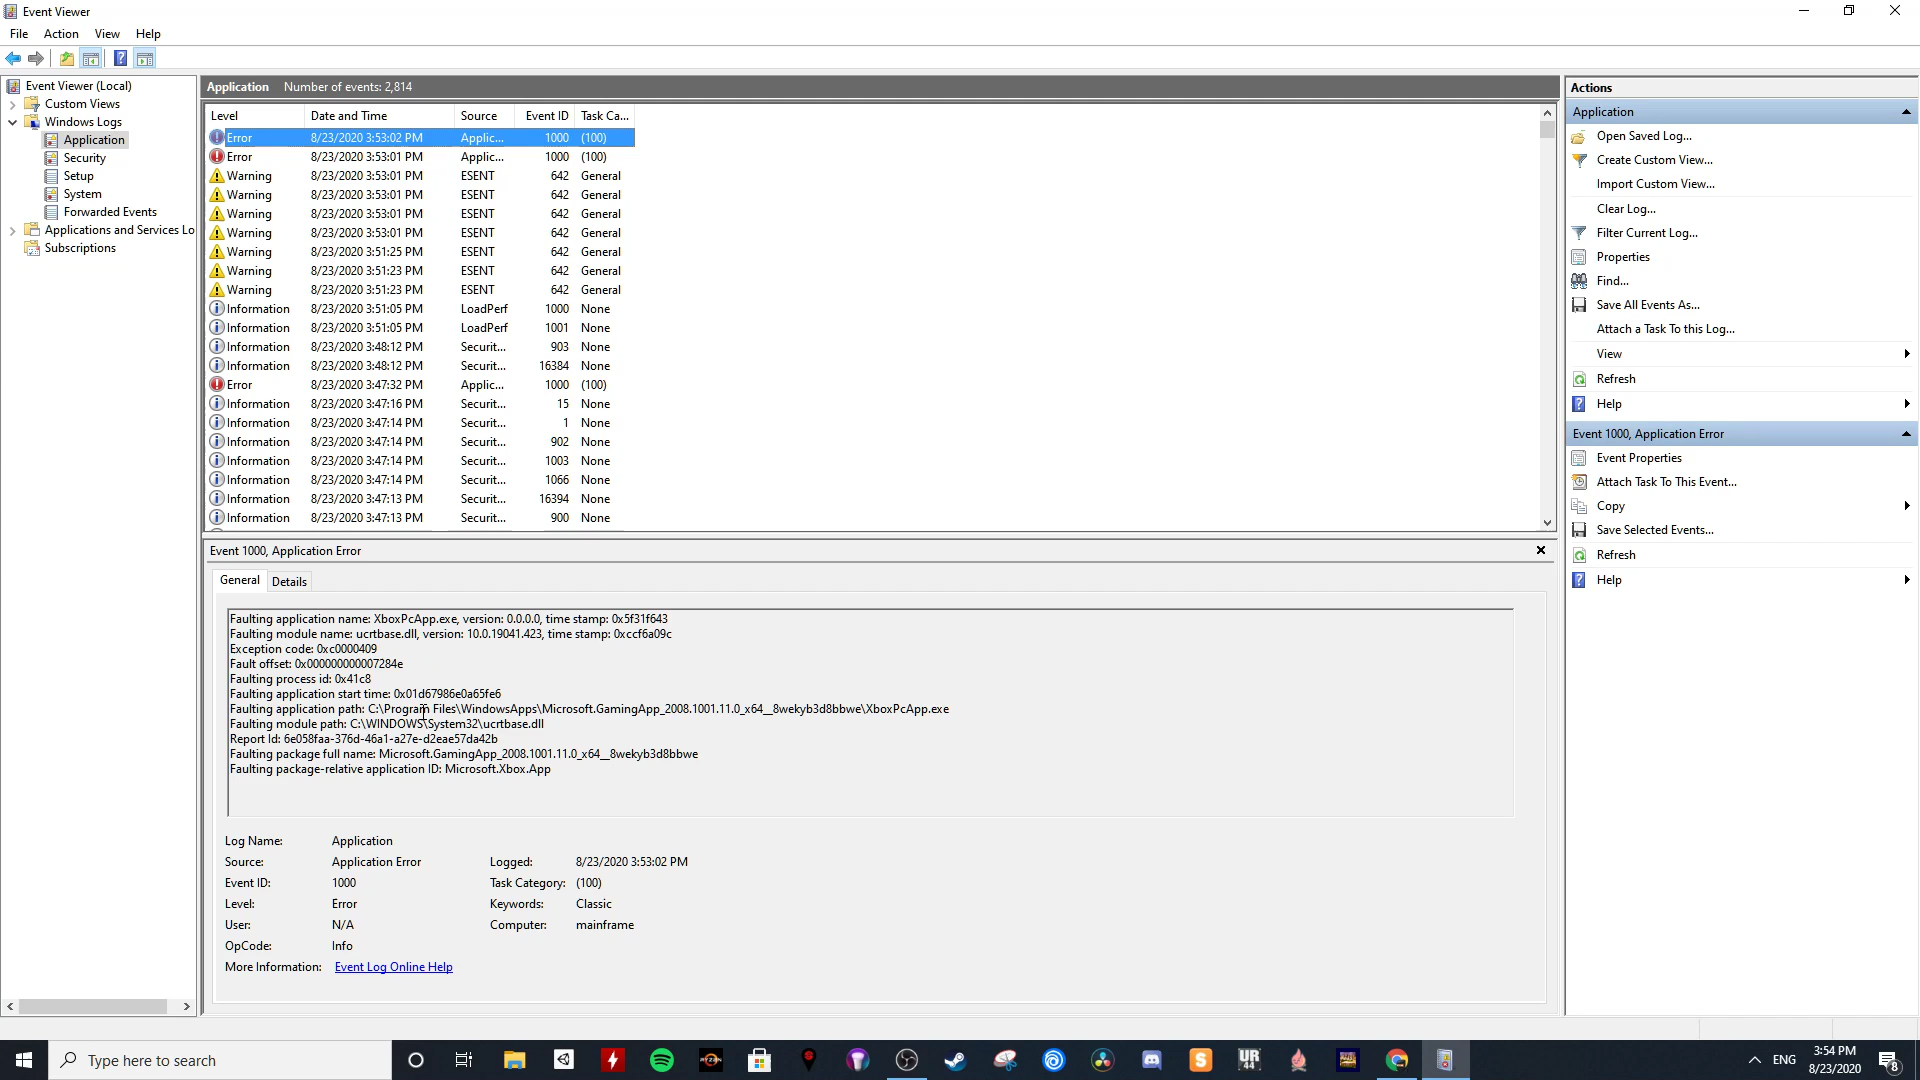 Event Viewer
File Action View Help
Event Viewer (Local)
Custom Views
Windows Logs
Application
Security
Setup
System
Forwarded Events
Applications and Services Lo
Subscriptions
Application Number of events: 2,814
Level Date and Time Source Event ID Task Ca...
Error 8/23/2020 3:53:02 PM Applic... 1000 (100)
Error 8/23/2020 3:53:01 PM Applic... 1000 (100)
Warning 8/23/2020 3:53:01 PM ESENT 642 General
Warning 8/23/2020 3:53:01 PM ESENT 642 General
Warning 8/23/2020 3:53:01 PM ESENT 642 General
Warning 8/23/2020 3:53:01 PM ESENT 642 General
Warning 8/23/2020 3:51:25 PM ESENT 642 General
Warning 8/23/2020 3:51:23 PM ESENT 642 General
Warning 8/23/2020 3:51:23 PM ESENT 642 General
Information 8/23/2020 3:51:05 PM LoadPerf 1000 None
Information 8/23/2020 3:51:05 PM LoadPerf 1001 None
Information 8/23/2020 3:48:12 PM Securit... 903 None
Information 8/23/2020 3:48:12 PM Securit... 16384 None
Error 8/23/2020 3:47:32 PM Applic... 1000 (100)
Information 8/23/2020 3:47:16 PM Securit... 15 None
Information 8/23/2020 3:47:14 PM Securit... 1 None
Information 8/23/2020 3:47:14 PM Securit... 902 None
Information 8/23/2020 3:47:14 PM Securit... 1003 None
Information 8/23/2020 3:47:14 PM Securit... 1066 None
Information 8/23/2020 3:47:13 PM Securit... 16394 None
Information 8/23/2020 3:47:13 PM Securit... 900 None
Event 1000, Application Error
General Details
Faulting application name: XboxPcApp.exe, version: 0.0.0.0, time stamp: 0x5f31f643
Faulting module name: ucrtbase.dll, version: 10.0.19041.423, time stamp: 0xccf6a09c
Exception code: 0xc0000409
Fault offset: 0x000000000007284e
Faulting process id: 0x41c8
Faulting application start time: 0x01d67986e0a65fe6
Faulting application path: C:\Program Files\WindowsApps\Microsoft.GamingApp_2008.1001.11.0_x64__8wekyb3d8bbwe\XboxPcApp.exe
Faulting module path: C:\WINDOWS\System32\ucrtbase.dll
Report Id: 6e058faa-376d-46a1-a27e-d2eae57da42b
Faulting package full name: Microsoft.GamingApp_2008.1001.11.0_x64__8wekyb3d8bbwe
Faulting package-relative application ID: Microsoft.Xbox.App
Log Name: Application
Source: Application Error Logged: 8/23/2020 3:53:02 PM
Event ID: 1000 Task Category: (100)
Level: Error Keywords: Classic
User: N/A Computer: mainframe
OpCode: Info
More Information: Event Log Online Help
Actions
Application
Open Saved Log...
Create Custom View...
Import Custom View...
Clear Log...
Filter Current Log...
Properties
Find...
Save All Events As...
Attach a Task To this Log...
View
Refresh
Help
Event 1000, Application Error
Event Properties
Attach Task To This Event...
Copy
Save Selected Events...
Refresh
Help
Type here to search
RYZEN
UR
44
ENG
3:54 PM
8/23/2020
8